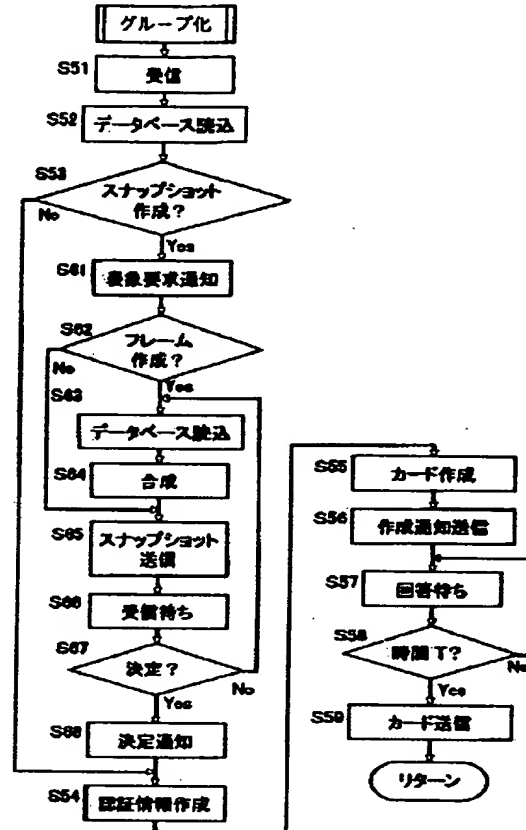 グループ化
S51
受信
S52
データベース読込
S53
スナップショット
作成？
No
Yes
S61
表象要求通知
S62
フレーム
作成？
No
Yes
S63
データベース読込
S64
合成
S65
スナップショット
送信
S66
受信待ち
S67
決定？
No
Yes
S68
決定通知
S54
認証情報作成
S55
カード作成
S56
作成通知送信
S57
回答待ち
S58
時間T？
No
Yes
S59
カード送信
リターン